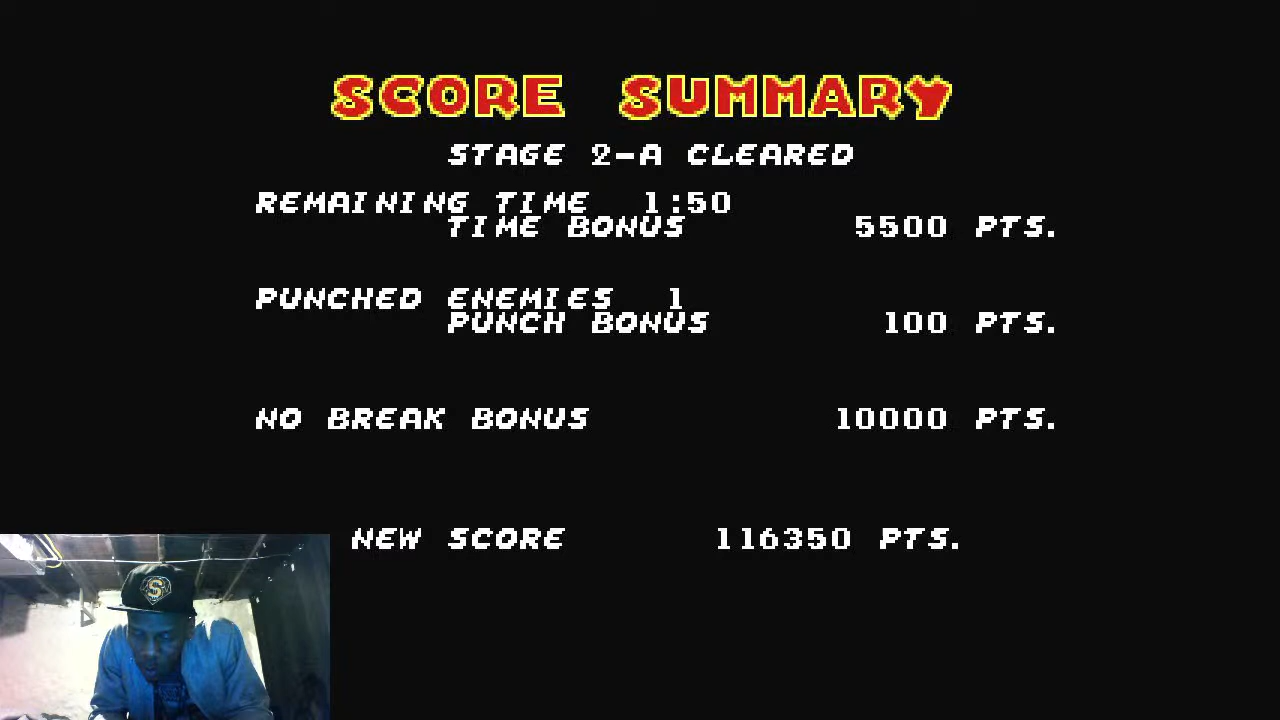 SCORE SUMMARY
STAGE 2-A CLEARED
REMAINING TIME 1:50
TIME BONUS 5500 PTS.
PUNCHED ENEMIES 1
PUNCH BONUS 100 PTS.
NO BREAK BONUS 10000 PTS.
NEW SCORE 116350 PTS.
S